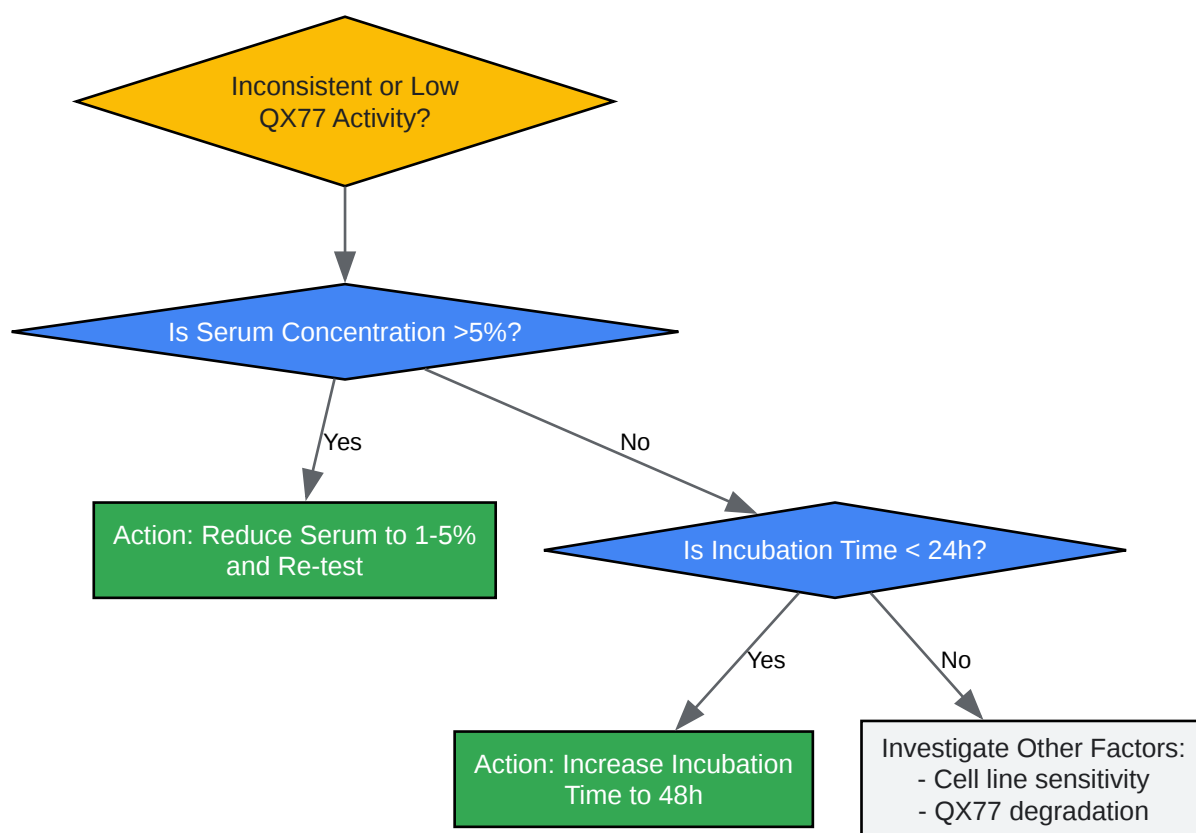 Inconsistent or Low
QX77 Activity?
Is Serum Concentration >5%?
Yes
No
Action: Reduce Serum to 1-5%
and Re-test
Is Incubation Time < 24h?
Yes
No
Action: Increase Incubation
Time to 48h
Investigate Other Factors:
- Cell line sensitivity
- QX77 degradation